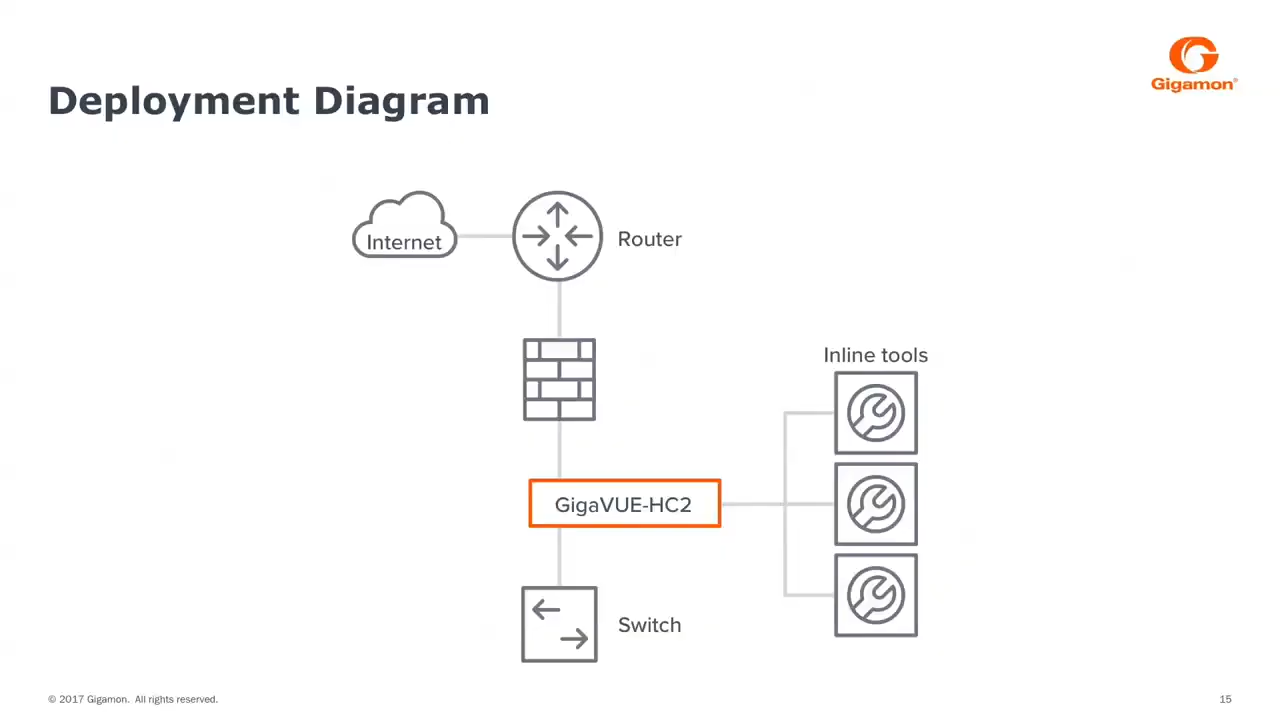 Gigamon®
Deployment Diagram
Internet
Router
Inline tools
GigaVUE-HC2
Switch
© 2017 Gigamon. All rights reserved.
15